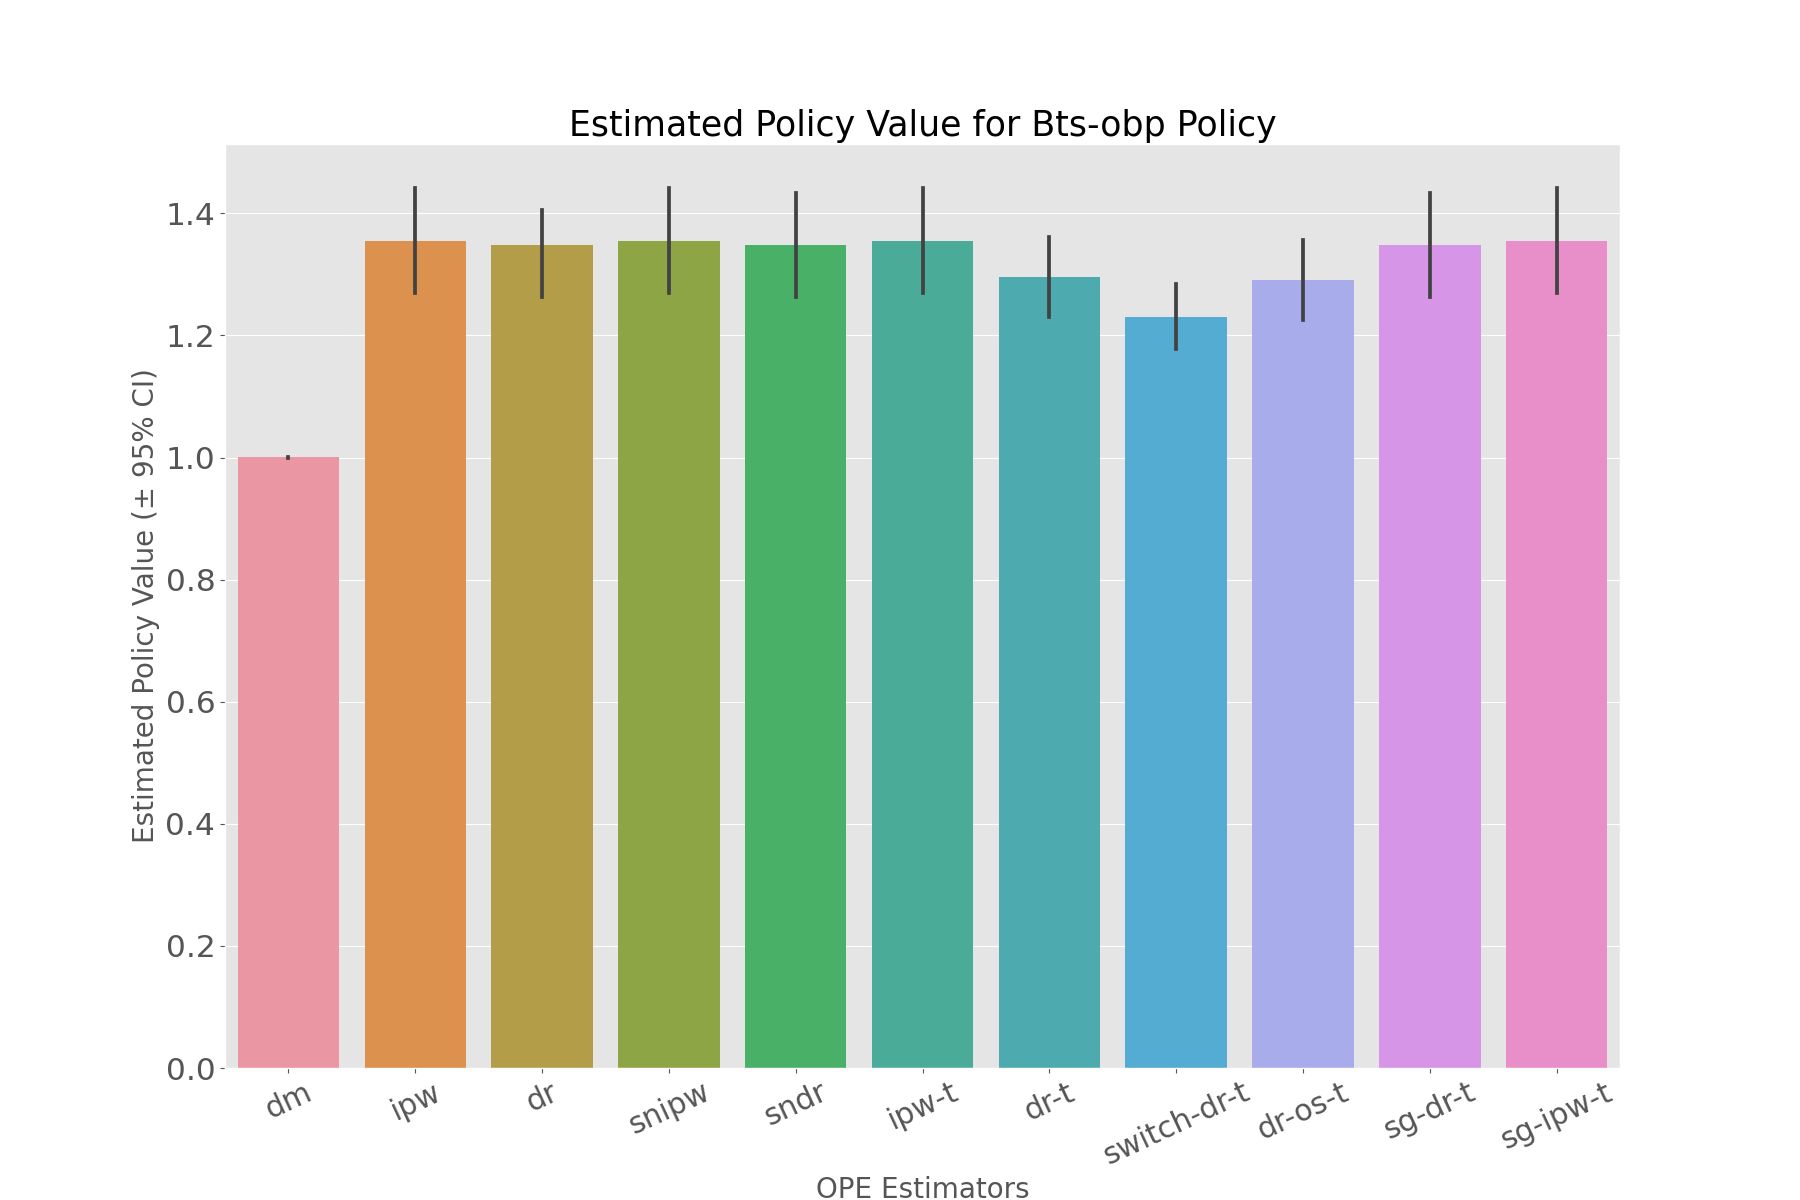 Estimated Policy Value for Bts-obp Policy
Estimated Policy Value (± 95% CI)
1.4
1.2
1.0
0.8
0.6
0.4
0.2
0.0
dm
ipw
dr
snipw
sndr
ipw-t
dr-t
switch-dr-t
dr-os-t
sg-dr-t
sg-ipw-t
OPE Estimators